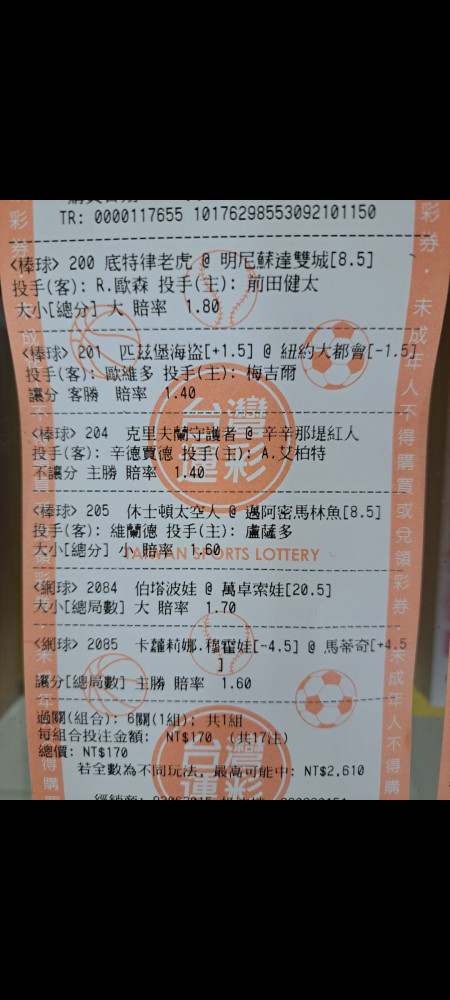 TR: 0000117655 10176298553092101150
<棒球> 200 底特律老虎 @ 明尼蘇達雙城[8.5]
投手(客): R.歐森 投手(主): 前田健太
大小[總分] 大 賠率 1.80
<棒球> 201 匹茲堡海盜[+1.5] @ 紐約大都會[-1.5]
投手(客): 歐維多 投手(主): 梅吉爾
讓分 客勝 賠率 1.40
<棒球> 204 克里夫蘭守護者 @ 辛辛那堤紅人
投手(客): 辛德賈德 投手(主): A.艾柏特
不讓分 主勝 賠率 1.40
<棒球> 205 休士頓太空人 @ 邁阿密馬林魚[8.5]
投手(客): 維蘭德 投手(主): 盧薩多
大小[總分] 小 賠率 1.60
TAIWAN SPORTS LOTTERY
<網球> 2084 伯塔波娃 @ 萬卓索娃[20.5]
大小[總局數] 大 賠率 1.70
<網球> 2085 卡蘿莉娜.穆霍娃[-4.5] @ 馬蒂奇[+4.5
]
讓分[總局數] 主勝 賠率 1.60
過關(組合): 6關(1組); 共1組
每組合投注金額: NT$170 (共17注)
總價: NT$170
若全數為不同玩法, 最高可能中: NT$2,610
台灣
運彩
台灣
運彩
彩券.未成年人不得購買或兌領彩券.未成年人不得購